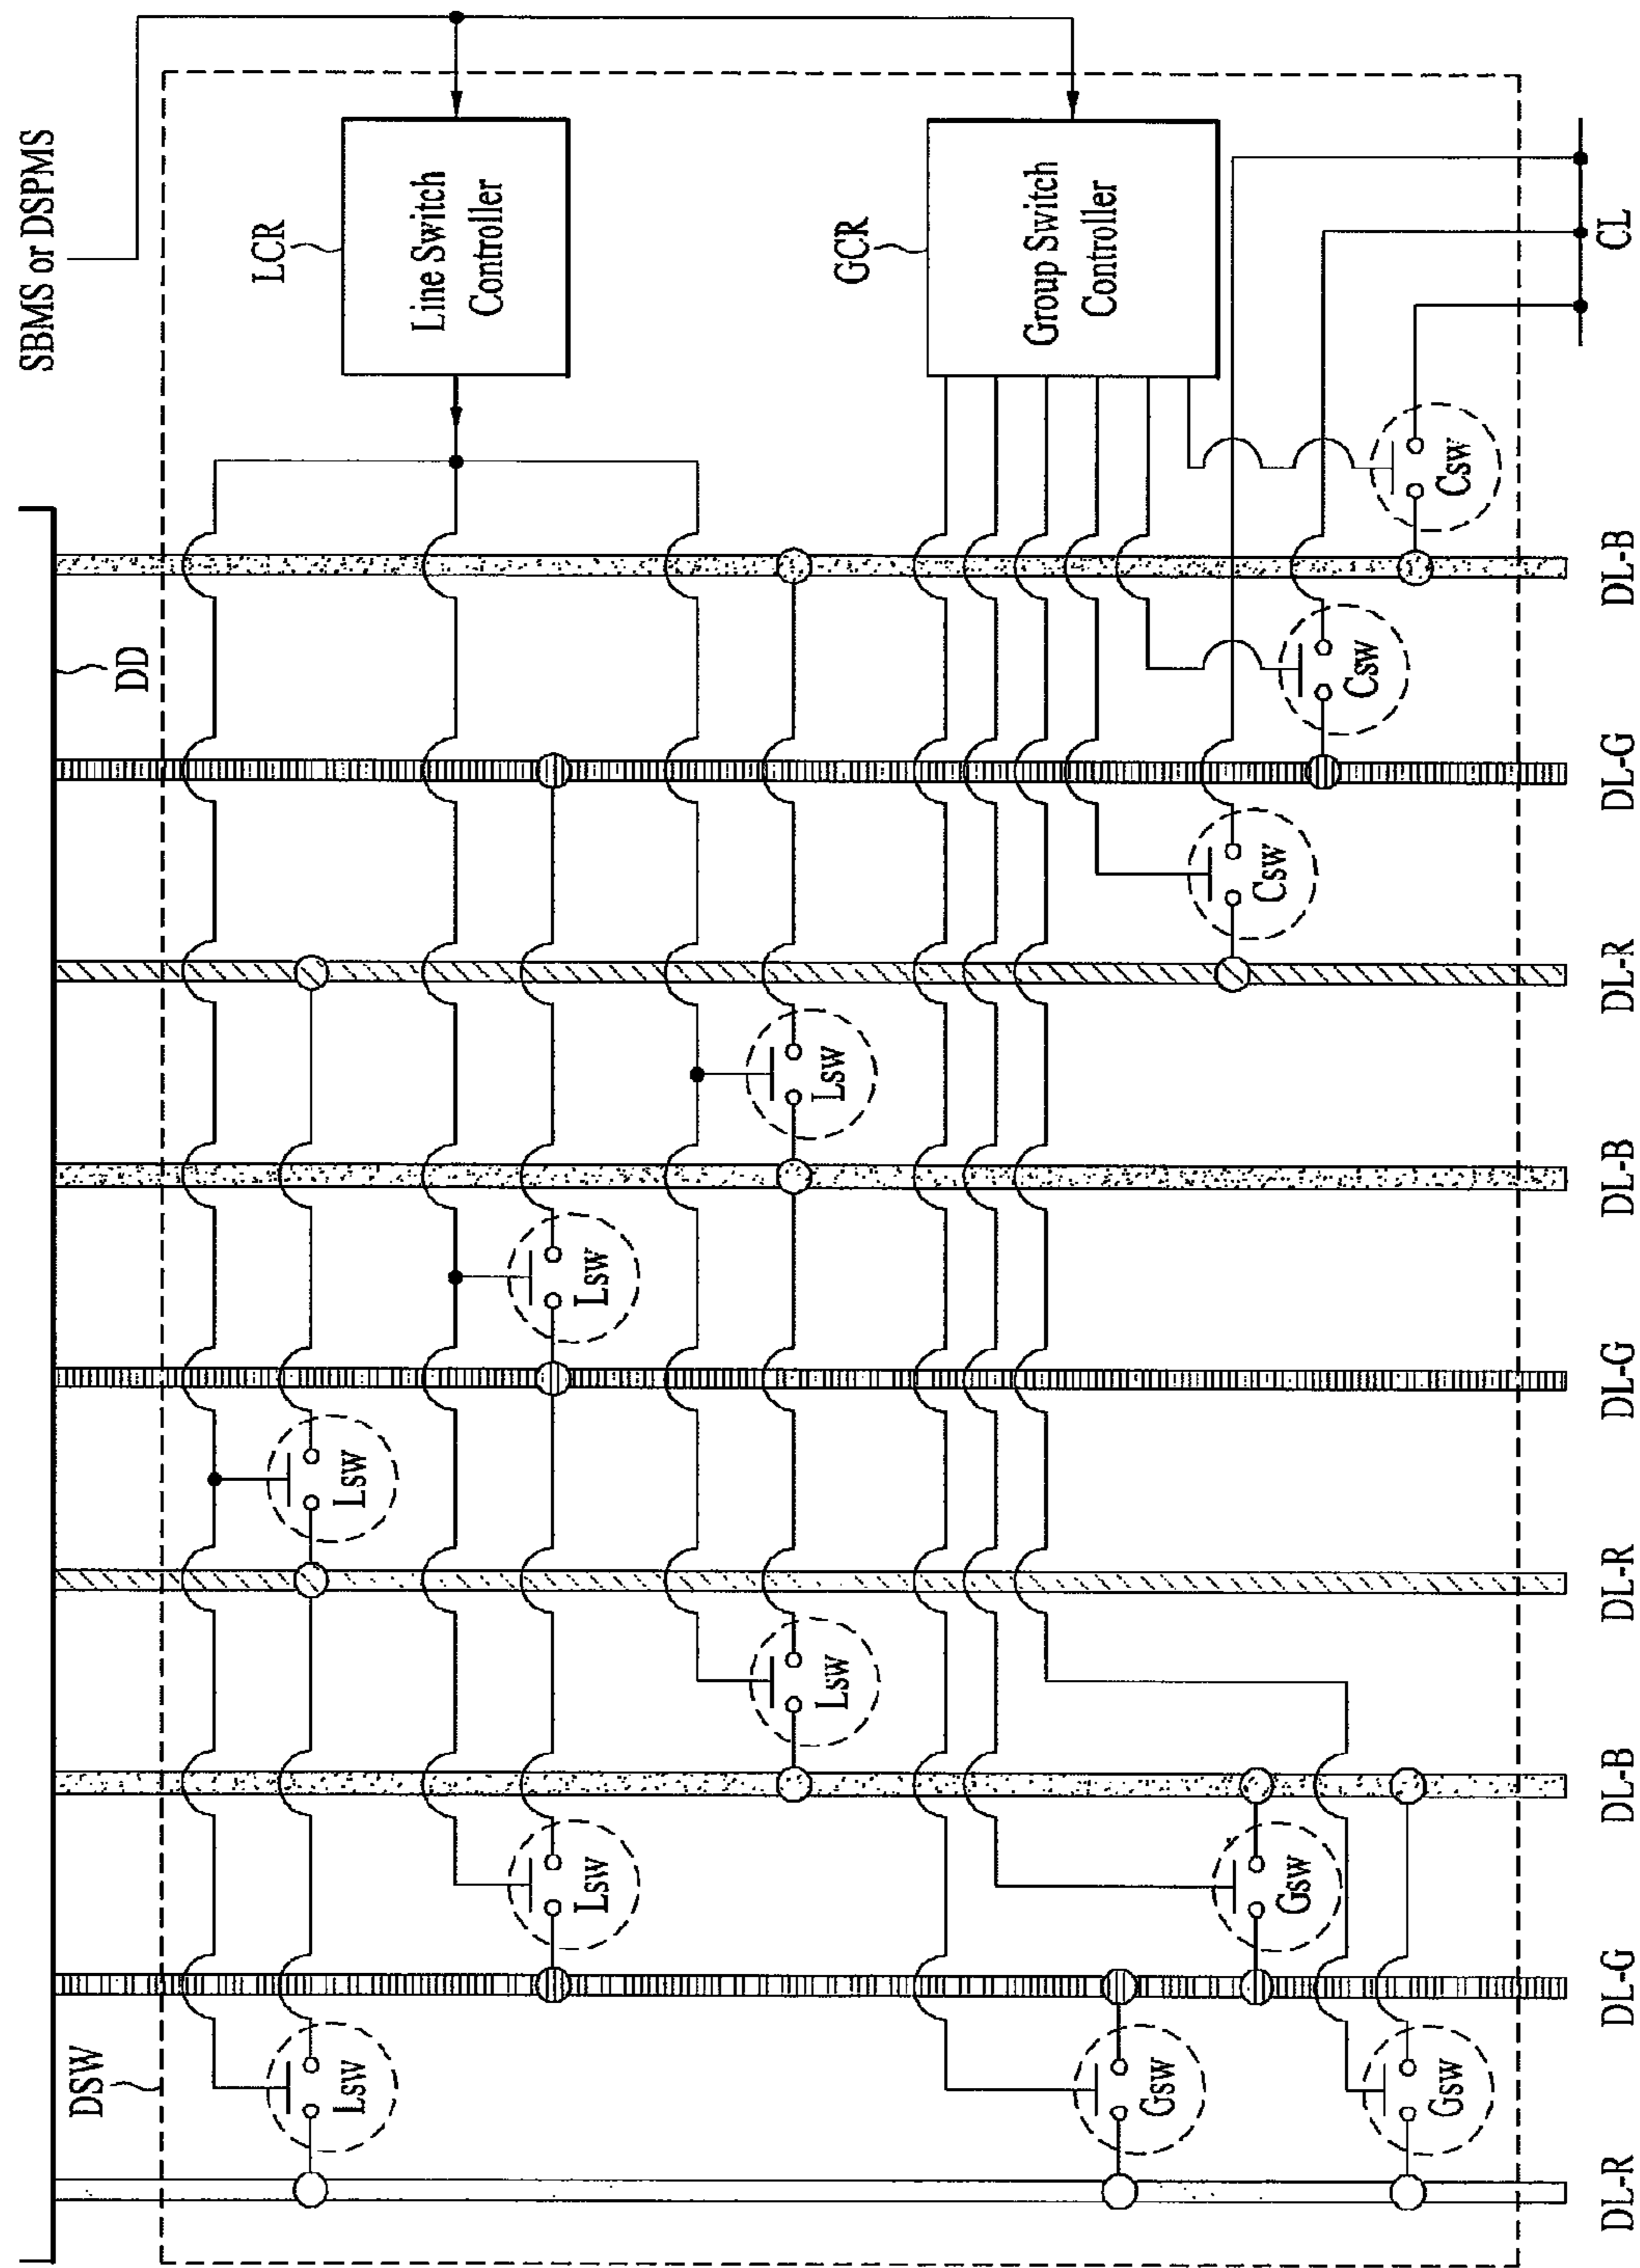 SBMS or DSPMS
DD
DSW
LCR
Line Switch
Controller
GCR
Group Switch
Controller
Lsw
Lsw
Lsw
Lsw
Lsw
Lsw
Gsw
Gsw
Gsw
Csw
Csw
Csw
CL
DL-R
DL-G
DL-B
DL-R
DL-G
DL-B
DL-R
DL-G
DL-B